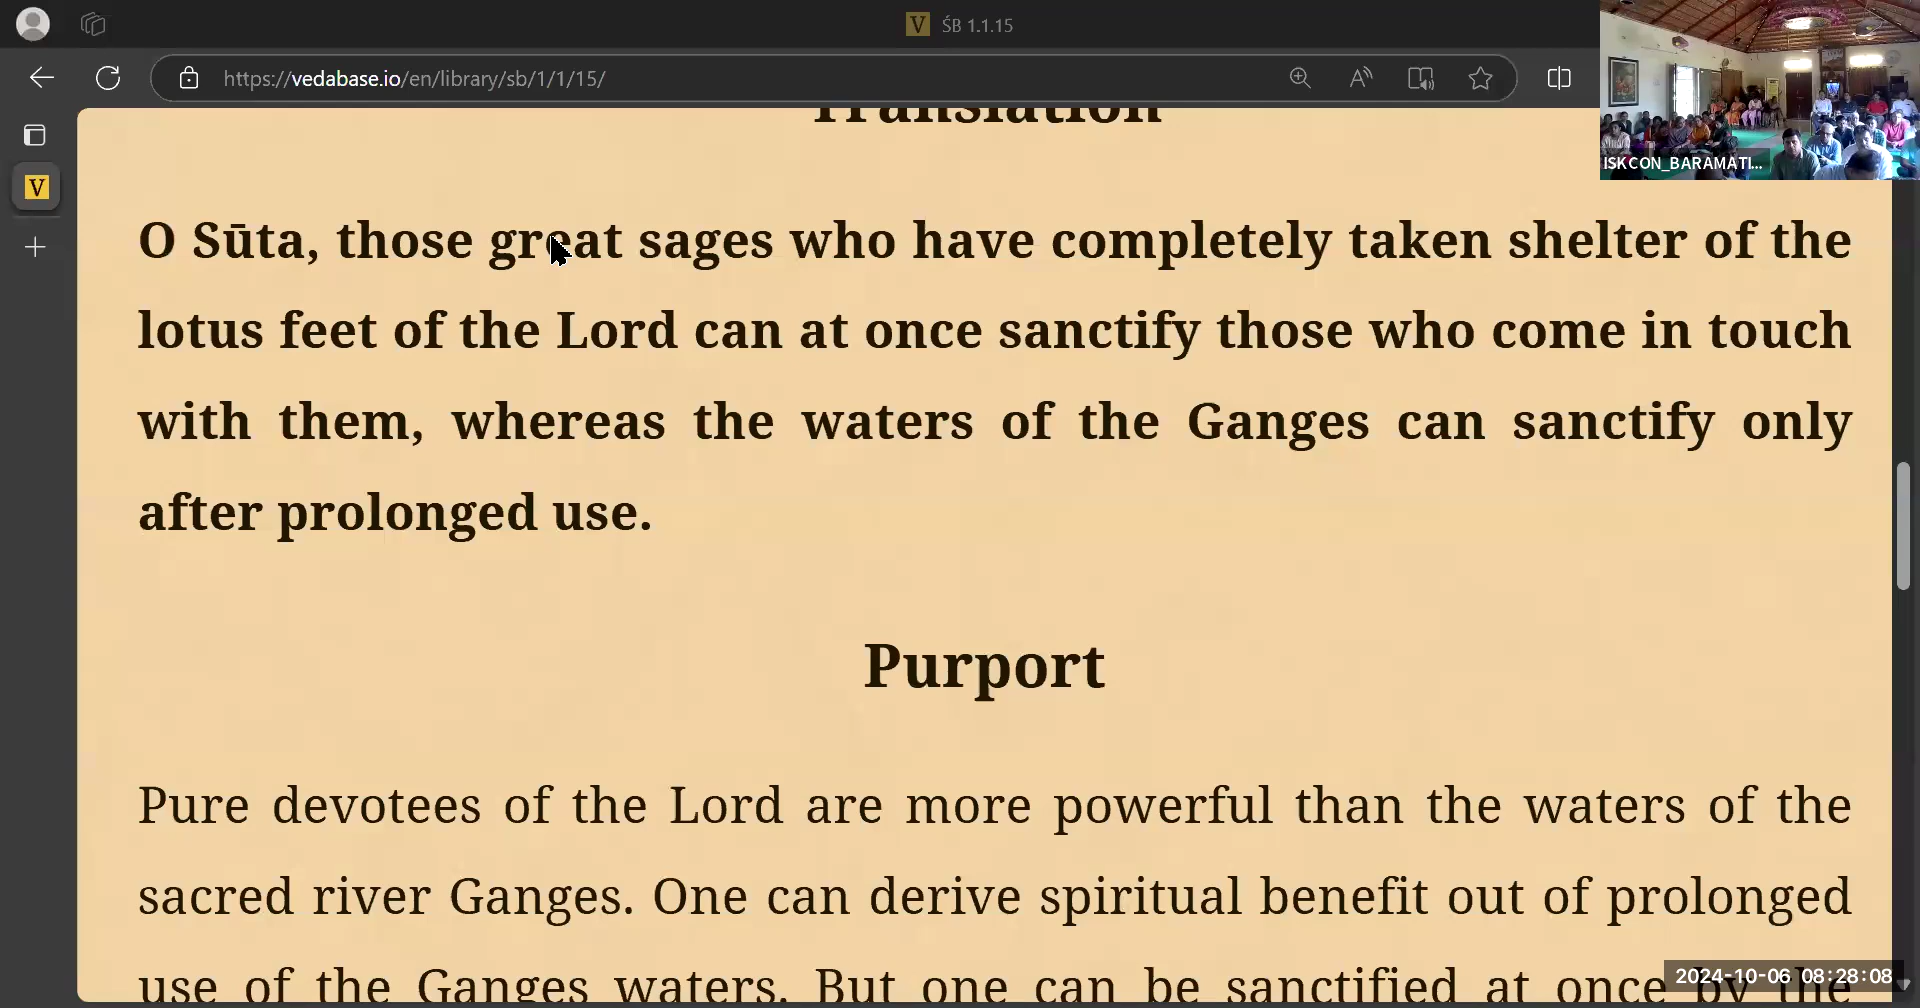 V ŚB 1.1.15
https://vedabase.io/en/library/sb/1/1/15/
ISKCON_BARAMATI...
V
Translation
O Sūta, those great sages who have completely taken shelter of the
lotus feet of the Lord can at once sanctify those who come in touch
with them, whereas the waters of the Ganges can sanctify only
after prolonged use.
Purport
Pure devotees of the Lord are more powerful than the waters of the
sacred river Ganges. One can derive spiritual benefit out of prolonged
use of the Ganges waters. But one can be sanctified at once by the
2024-10-06 08:28:08